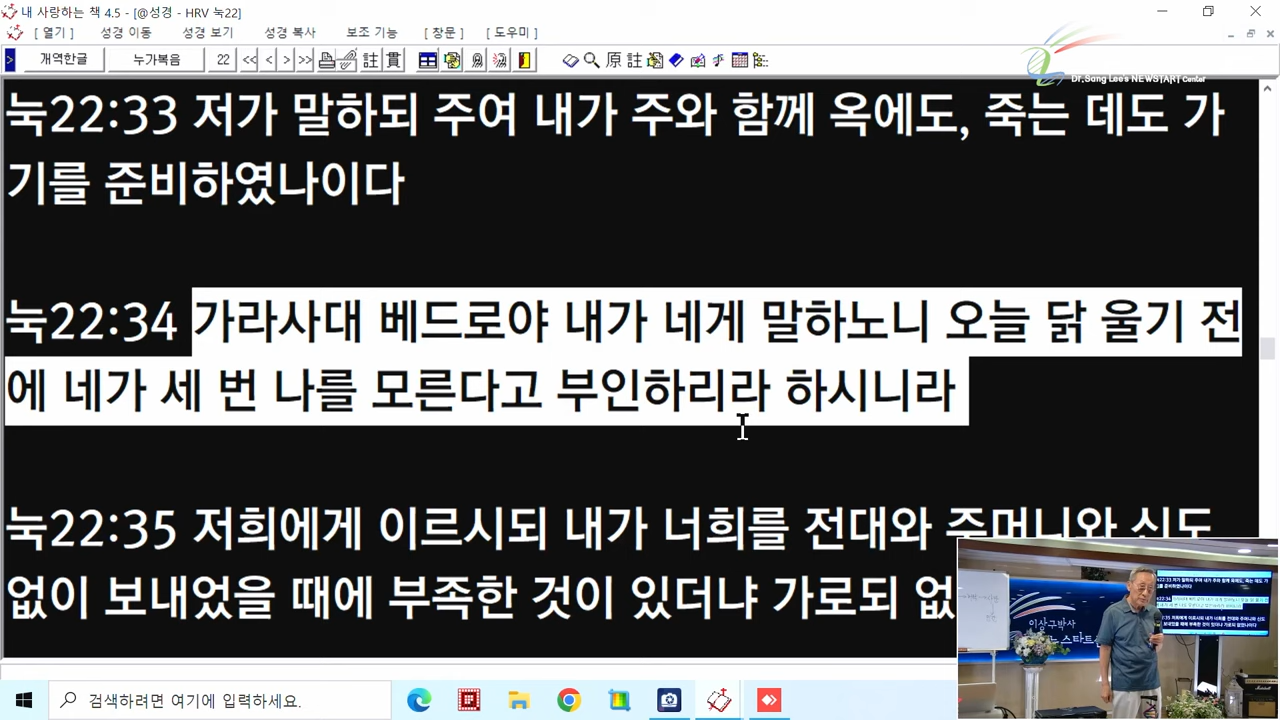 내 사랑하는 책 4.5 - [@성경 - HRV 눅22]
[ 열기 ] 성경 이동 성경 보기 성경 복사 보조 기능 [ 창문 ] [ 도우미 ]
개역한글 누가복음 22 << < > >> 註 貫 原 註
Dr.Sang Lee's NEWSTART Center
눅22:33 저가 말하되 주여 내가 주와 함께 옥에도, 죽는 데도 가
기를 준비하였나이다
눅22:34 가라사대 베드로야 내가 네게 말하노니 오늘 닭 울기 전
에 네가 세 번 나를 모른다고 부인하리라 하시니라
눅22:35 저희에게 이르시되 내가 너희를 전대와 주머니와 신도
없이 보내었을 때에 부족한 것이 있더냐 가로되 없
이상구박사
검색하려면 여기에 입력하세요.